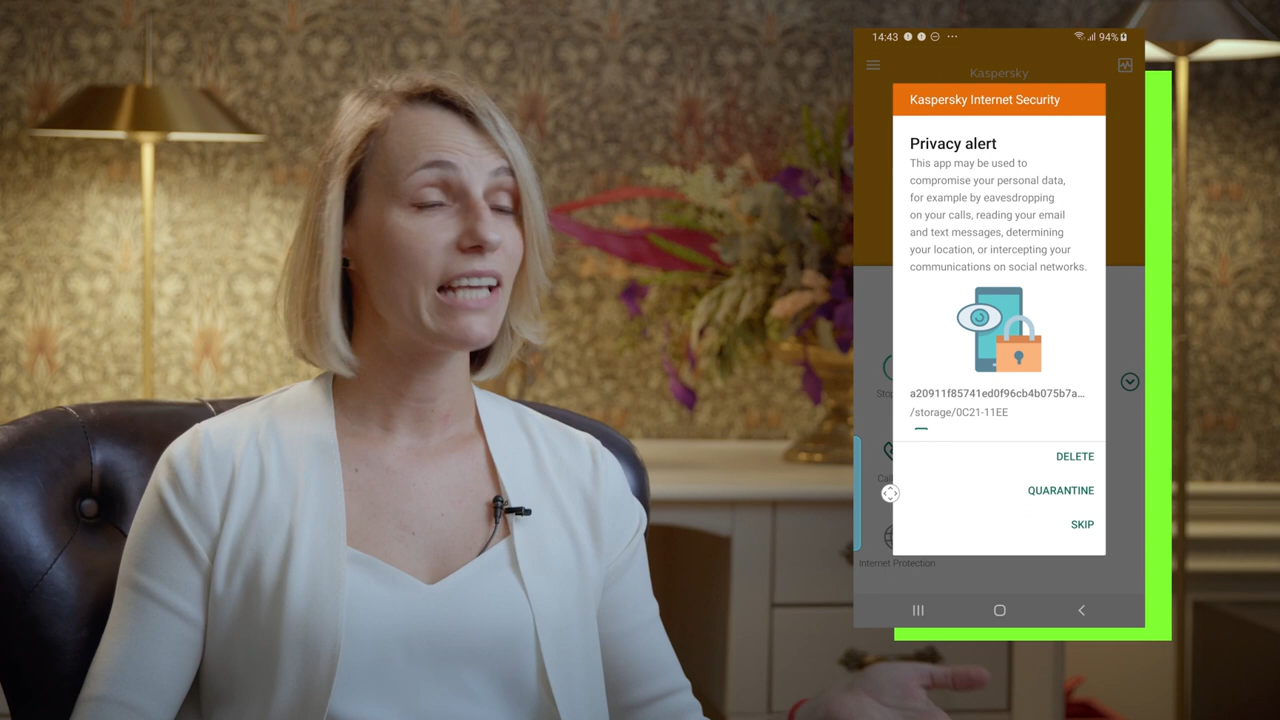 14:43
94%
Kaspersky
Kaspersky Internet Security
Privacy alert
This app may be used to
compromise your personal data,
for example by eavesdropping
on your calls, reading your email
and text messages, determining
your location, or intercepting your
communications on social networks.
a20911f85741ed0f96cb4b075b7a...
/storage/0C21-11EE
DELETE
QUARANTINE
SKIP
Internet Protection